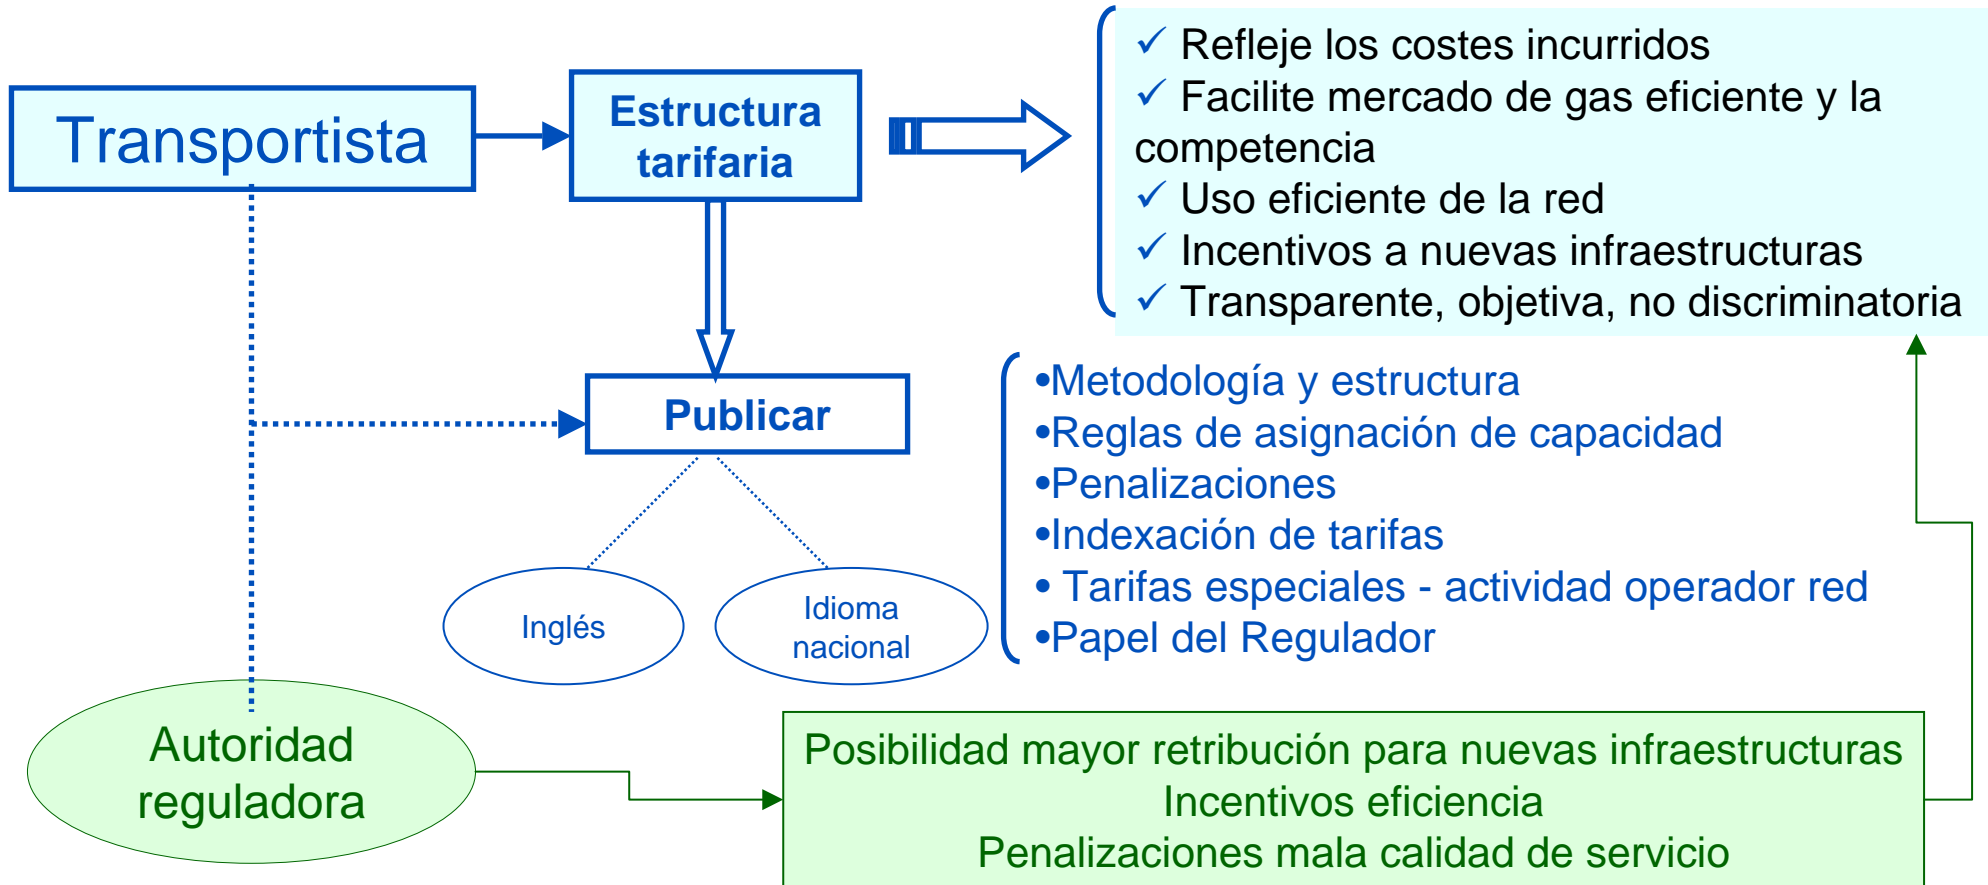 Transportista
Estructura
tarifaria
✓ Refleje los costes incurridos
✓ Facilite mercado de gas eficiente y la
competencia
✓ Uso eficiente de la red
✓ Incentivos a nuevas infraestructuras
✓ Transparente, objetiva, no discriminatoria
Publicar
•Metodología y estructura
•Reglas de asignación de capacidad
•Penalizaciones
•Indexación de tarifas
• Tarifas especiales - actividad operador red
•Papel del Regulador
Inglés
Idioma
nacional
Autoridad
reguladora
Posibilidad mayor retribución para nuevas infraestructuras
Incentivos eficiencia
Penalizaciones mala calidad de servicio